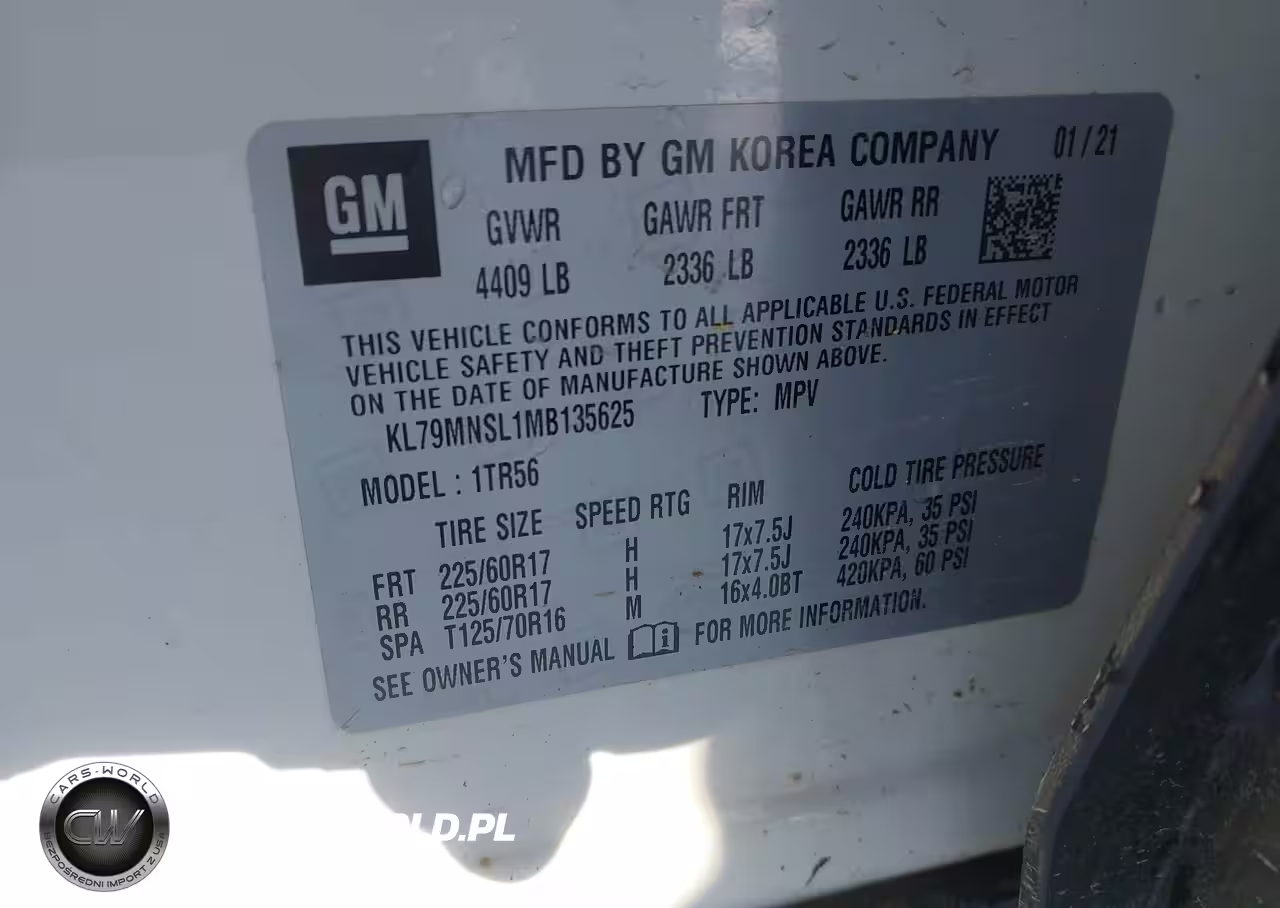 GM
MFD BY GM KOREA COMPANY 01/21
GVWR GAWR FRT GAWR RR
4409 LB 2336 LB 2336 LB
THIS VEHICLE CONFORMS TO ALL APPLICABLE U.S. FEDERAL MOTOR
VEHICLE SAFETY AND THEFT PREVENTION STANDARDS IN EFFECT
ON THE DATE OF MANUFACTURE SHOWN ABOVE.
KL79MNSL1MB135625 TYPE: MPV
MODEL : 1TR56
TIRE SIZE SPEED RTG RIM COLD TIRE PRESSURE
FRT 225/60R17 H 17x7.5J 240KPA, 35 PSI
RR 225/60R17 H 17x7.5J 240KPA, 35 PSI
SPA T125/70R16 M 16x4.0BT 420KPA, 60 PSI
SEE OWNER'S MANUAL i FOR MORE INFORMATION.
CARS-WORLD
CW
BEZPOŚREDNI IMPORT Z USA
LD.PL